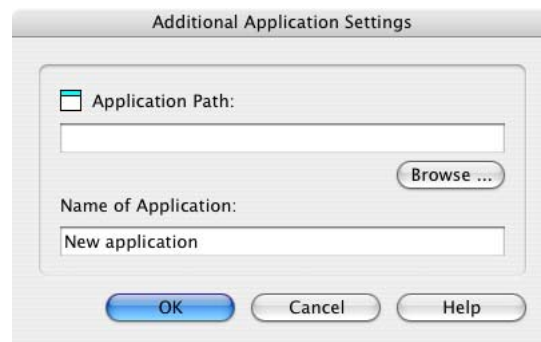 Additional Application Settings
Application Path:
Browse ...
Name of Application:
New application
OK Cancel Help